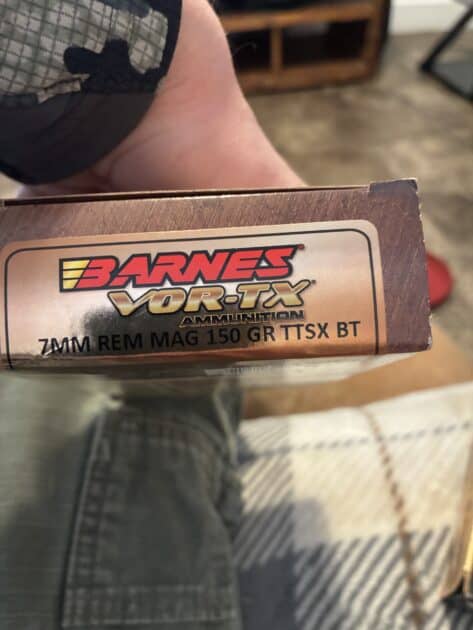 BARNES
VOR-TX
AMMUNITION
7MM REM MAG 150 GR TTSX BT